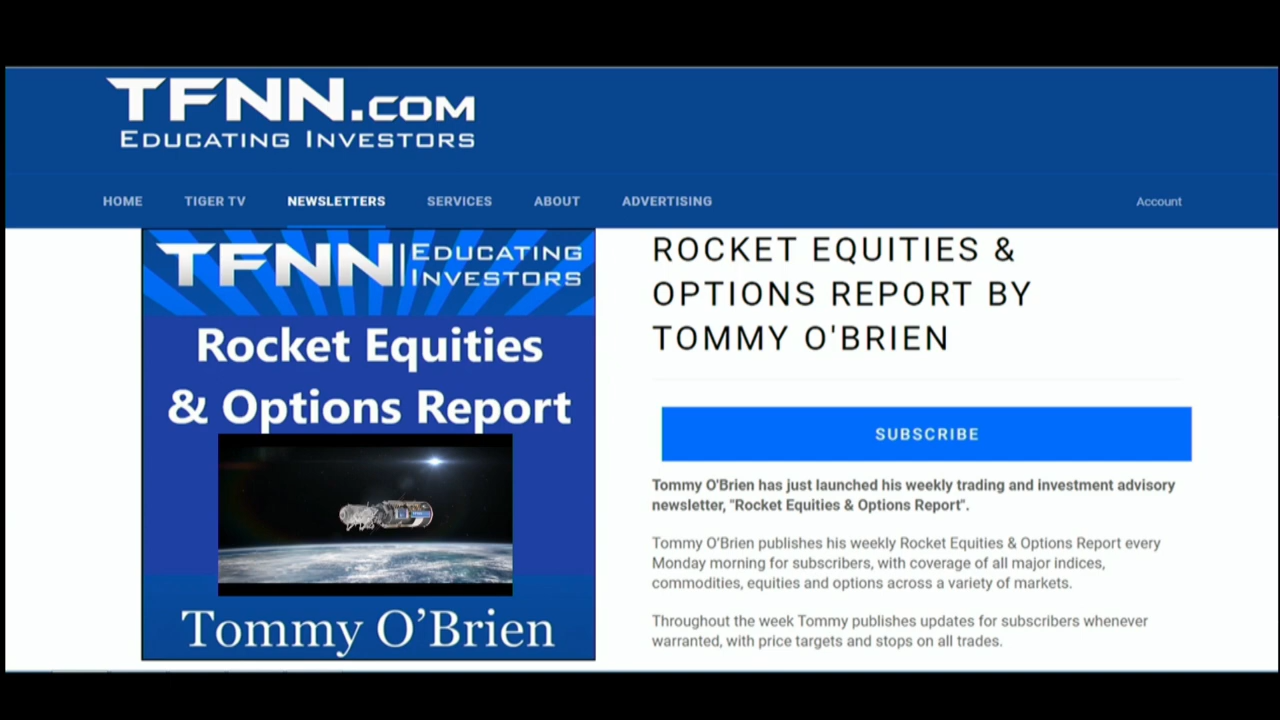 TFNN.COM
EDUCATING INVESTORS
HOME TIGER TV NEWSLETTERS SERVICES ABOUT ADVERTISING Account
TFNN EDUCATING
INVESTORS
Rocket Equities
& Options Report
Tommy O’Brien
ROCKET EQUITIES &
OPTIONS REPORT BY
TOMMY O'BRIEN
SUBSCRIBE
Tommy O'Brien has just launched his weekly trading and investment advisory
newsletter, "Rocket Equities & Options Report".
Tommy O’Brien publishes his weekly Rocket Equities & Options Report every
Monday morning for subscribers, with coverage of all major indices,
commodities, equities and options across a variety of markets.
Throughout the week Tommy publishes updates for subscribers whenever
warranted, with price targets and stops on all trades.